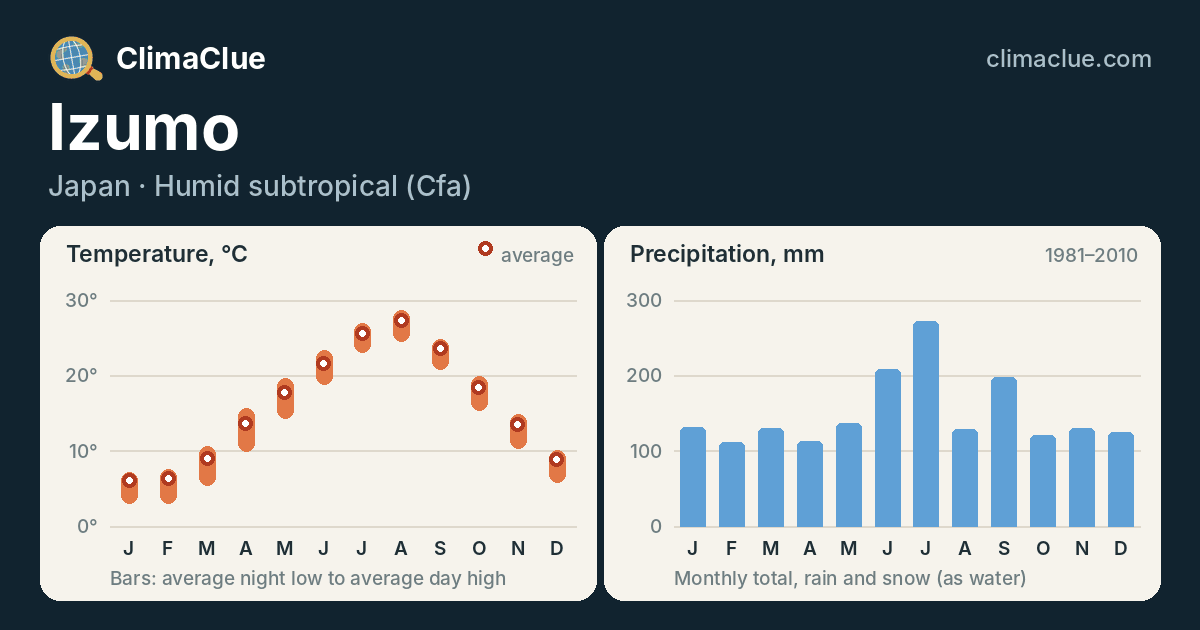 ClimaClue
climaclue.com
Izumo
Japan · Humid subtropical (Cfa)
Temperature, °C
average
30°
20°
10°
0°
J F M A M J J A S O N D
Bars: average night low to average day high
Precipitation, mm
1981–2010
300
200
100
0
J F M A M J J A S O N D
Monthly total, rain and snow (as water)